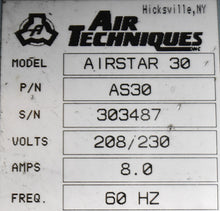 Hicksville, NY
AIR
TECHNIQUES
INC
MODEL AIRSTAR 30
P/N AS30
S/N 303487
VOLTS 208/230
AMPS 8.0
FREQ. 60 HZ